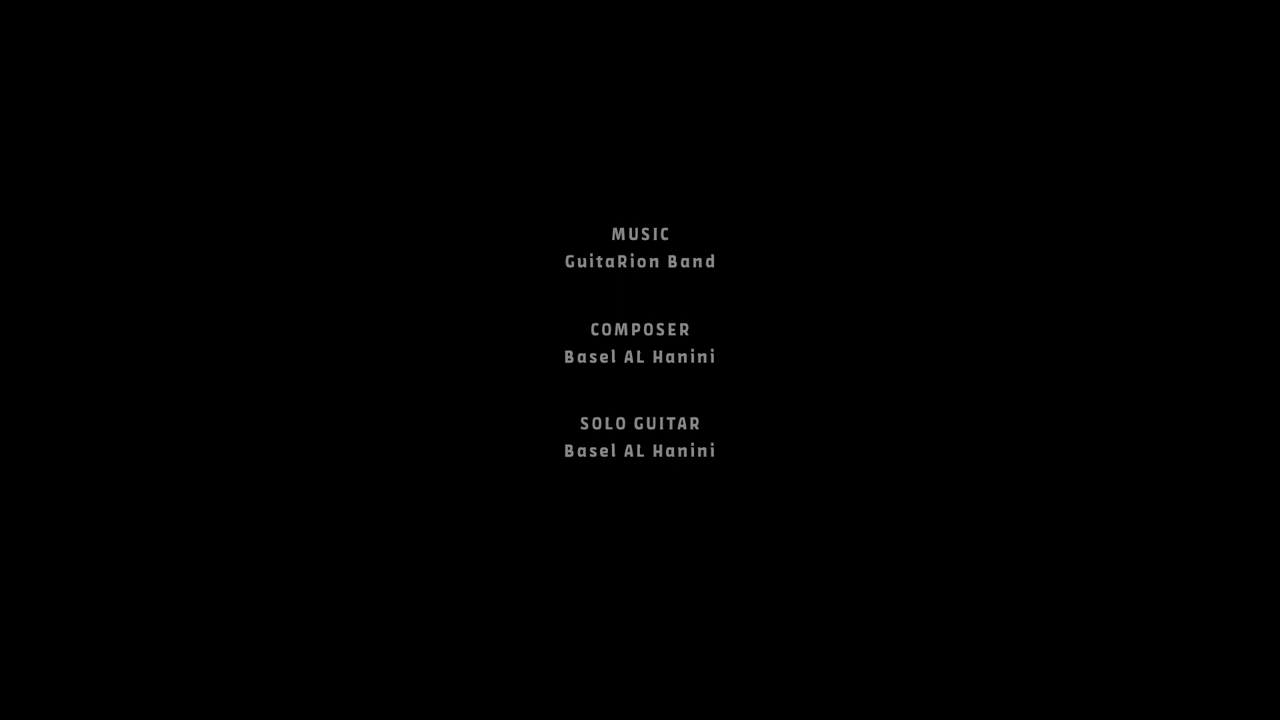 MUSIC
GuitaRion Band
COMPOSER
Basel AL Hanini
SOLO GUITAR
Basel AL Hanini